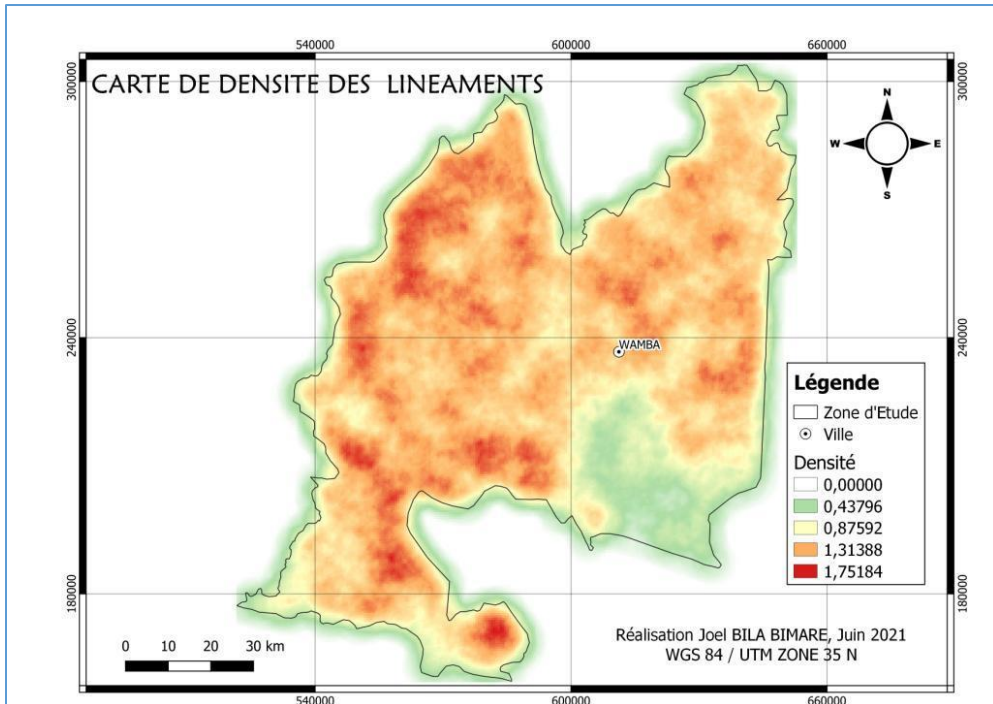 540000 600000 660000
CARTE DE DENSITE DES LINEAMENTS
300000 300000
N
W E
S
240000 240000
WAMBA
Légende
Zone d'Etude
Ville
Densité
0,00000
0,43796
0,87592
1,31388
1,75184
180000 180000
Réalisation Joel BILA BIMARE, Juin 2021
WGS 84 / UTM ZONE 35 N
0 10 20 30 km
540000 600000 660000